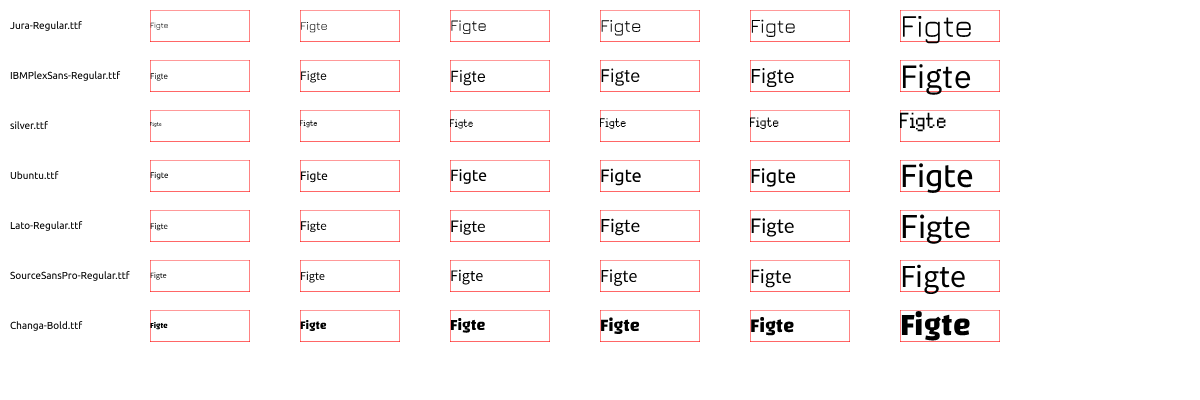 Jura-Regular.ttf Figte Figte Figte Figte Figte Figte
IBMPlexSans-Regular.ttf Figte Figte Figte Figte Figte Figte
silver.ttf Figte Figte Figte Figte Figte Figte
Ubuntu.ttf Figte Figte Figte Figte Figte Figte
Lato-Regular.ttf Figte Figte Figte Figte Figte Figte
SourceSansPro-Regular.ttf Figte Figte Figte Figte Figte Figte
Changa-Bold.ttf Figte Figte Figte Figte Figte Figte